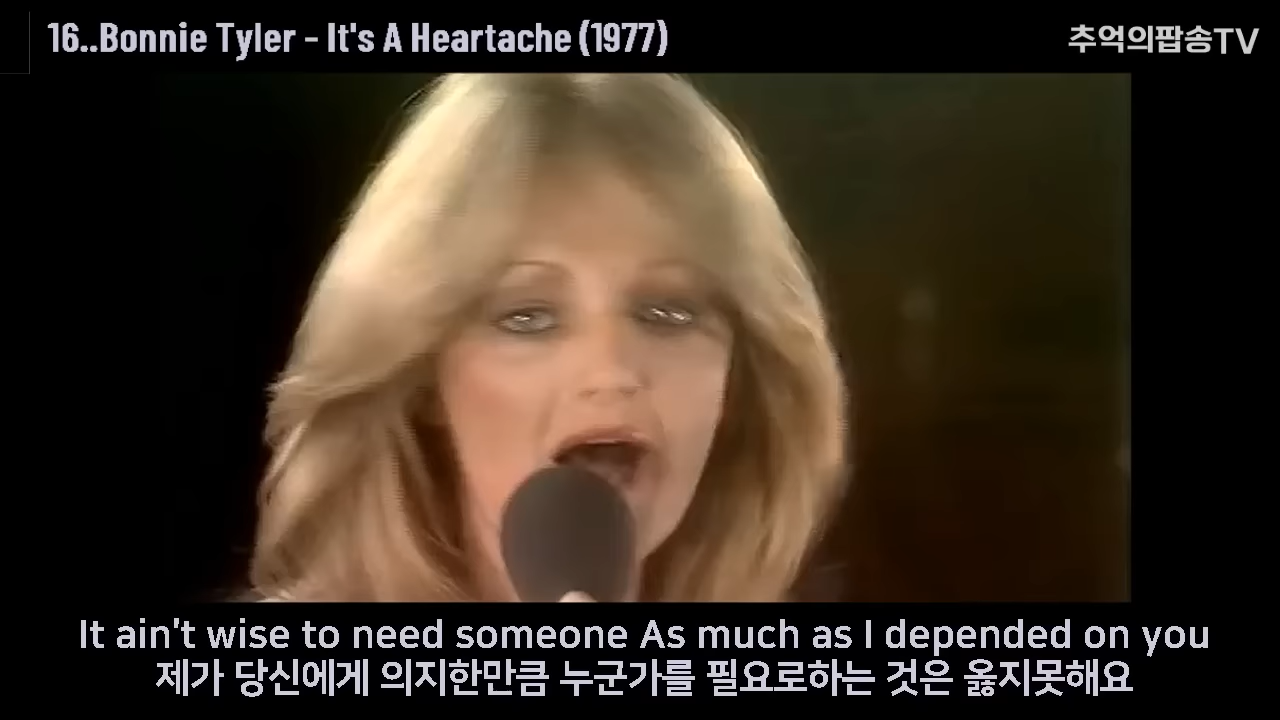 16..Bonnie Tyler - It's A Heartache (1977)
추억의팝송TV
It ain't wise to need someone As much as I depended on you
제가 당신에게 의지한만큼 누군가를 필요로하는 것은 옳지못해요